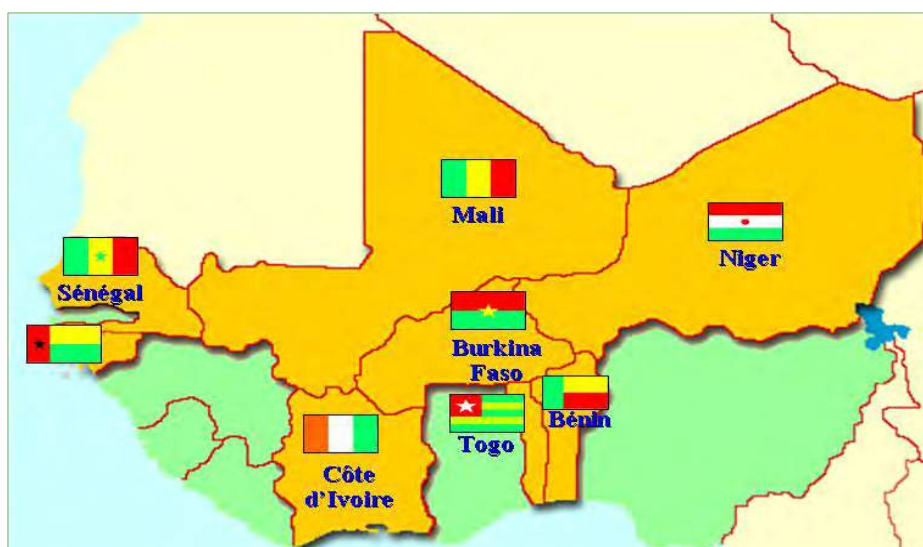 Mali
Niger
Sénégal
Burkina
Faso
Bénin
Togo
Côte
d'Ivoire